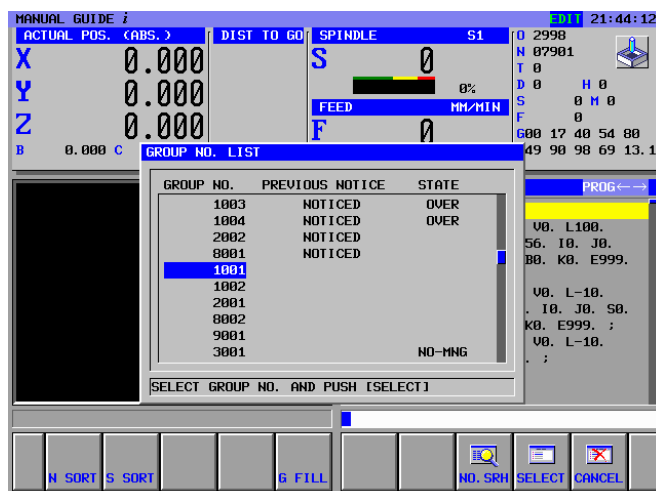 MANUAL GUIDE i
EDIT 21:44:12
ACTUAL POS. (ABS.)
X 0.000
Y 0.000
Z 0.000
B 0.000 C
DIST TO GO
SPINDLE S1
S 0
0%
FEED MM/MIN
F 0
O 2998
N 07901
T 0
D 0 H 0
S 0 M 0
F 0
G00 17 40 54 80
49 90 98 69 13.1
GROUP NO. LIST
GROUP NO. PREVIOUS NOTICE STATE
1003 NOTICED OVER
1004 NOTICED OVER
2002 NOTICED
8001 NOTICED
1001
1002
2001
8002
9001
3001 NO-MNG
SELECT GROUP NO. AND PUSH [SELECT]
PROG←→
V0. L100.
56. I0. J0.
B0. K0. E999.
V0. L-10.
. I0. J0. S0.
K0. E999. ;
V0. L-10.
. ;
N SORT S SORT G FILL NO.SRH SELECT CANCEL